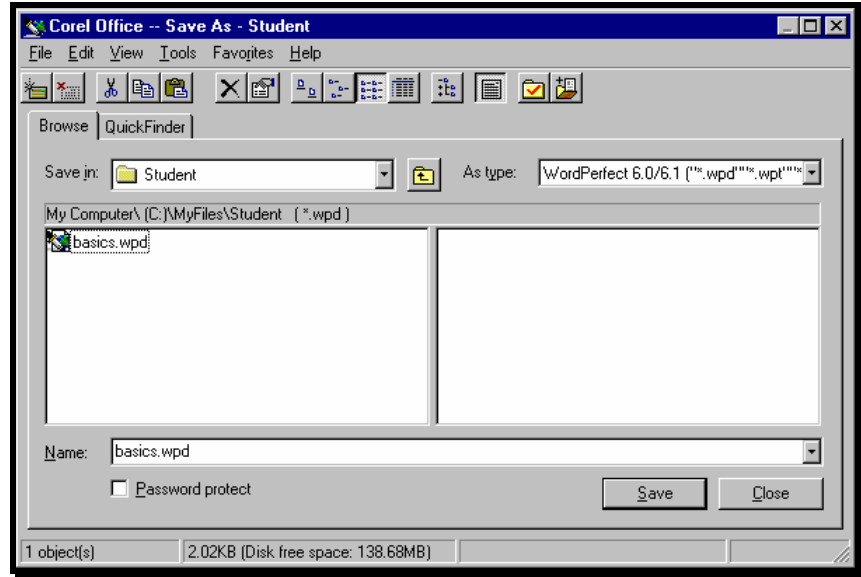 Corel Office -- Save As - Student
File Edit View Tools Favorites Help
Browse QuickFinder
Save in: Student As type: WordPerfect 6.0/6.1 ("*.wpd""*.wpt""*
My Computer\ (C:)\MyFiles\Student ( *.wpd )
basics.wpd
Name: basics.wpd
Password protect Save Close
1 object(s) 2.02KB (Disk free space: 138.68MB)